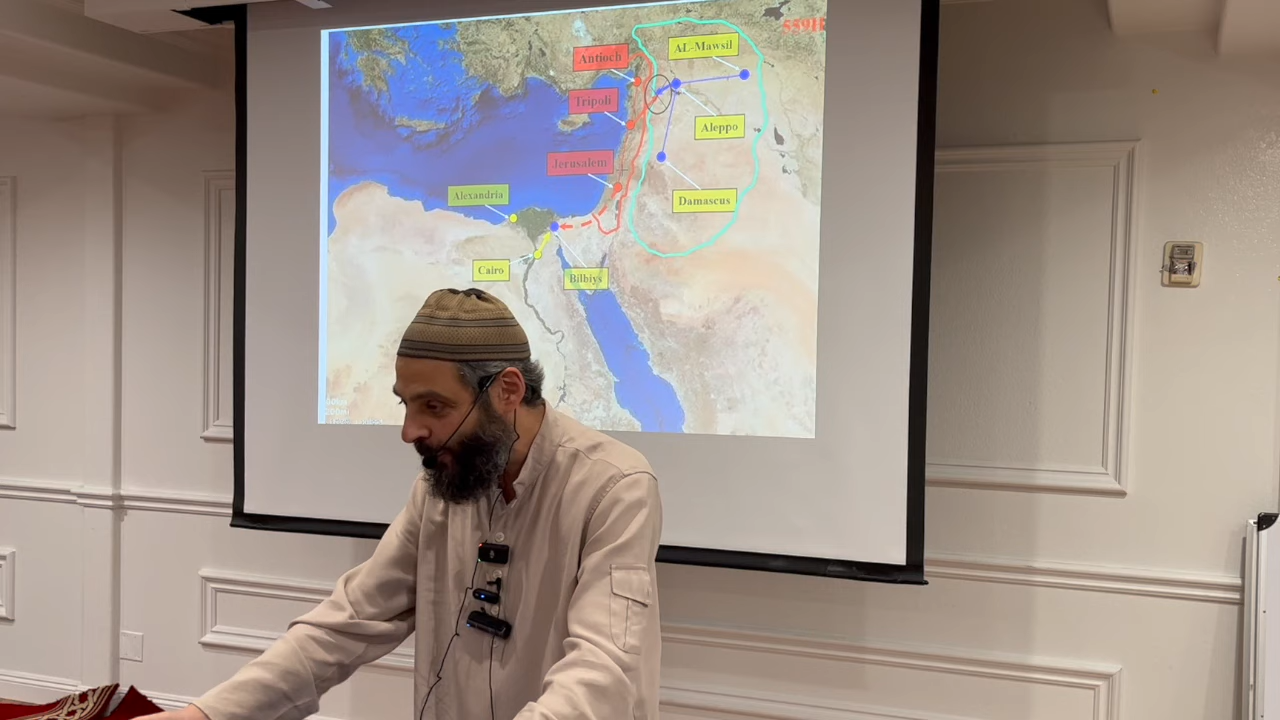 559H
AL-Mawsil
Antioch
Tripoli
Aleppo
Jerusalem
Alexandria
Damascus
Cairo
Bilbiys